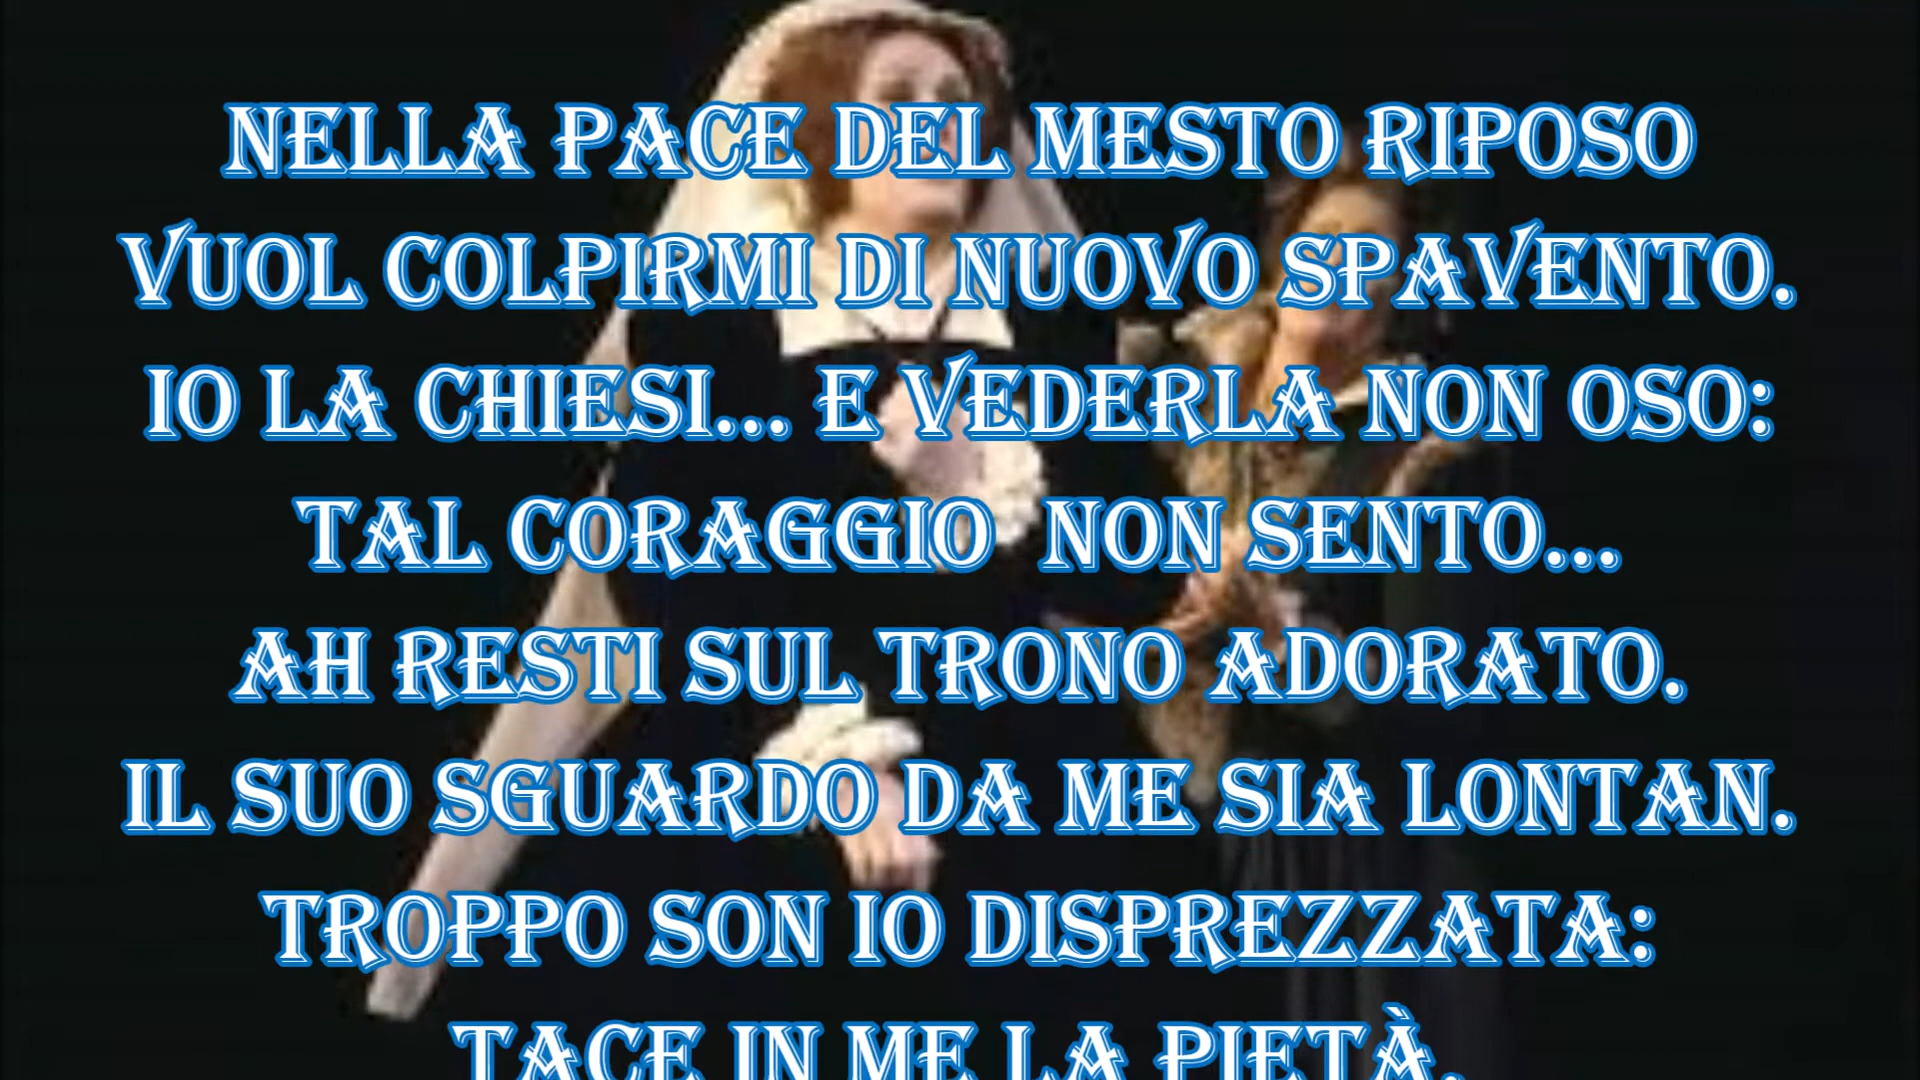 NELLA PACE DEL MESTO RIPOSO
VUOL COLPIRMI DI NUOVO SPAVENTO.
IO LA CHIESI... E VEDERLA NON OSO:
TAL CORAGGIO NON SENTO...
AH RESTI SUL TRONO ADORATO.
IL SUO SGUARDO DA ME SIA LONTAN.
TROPPO SON IO DISPREZZATA:
TACE IN ME LA PIETÀ.